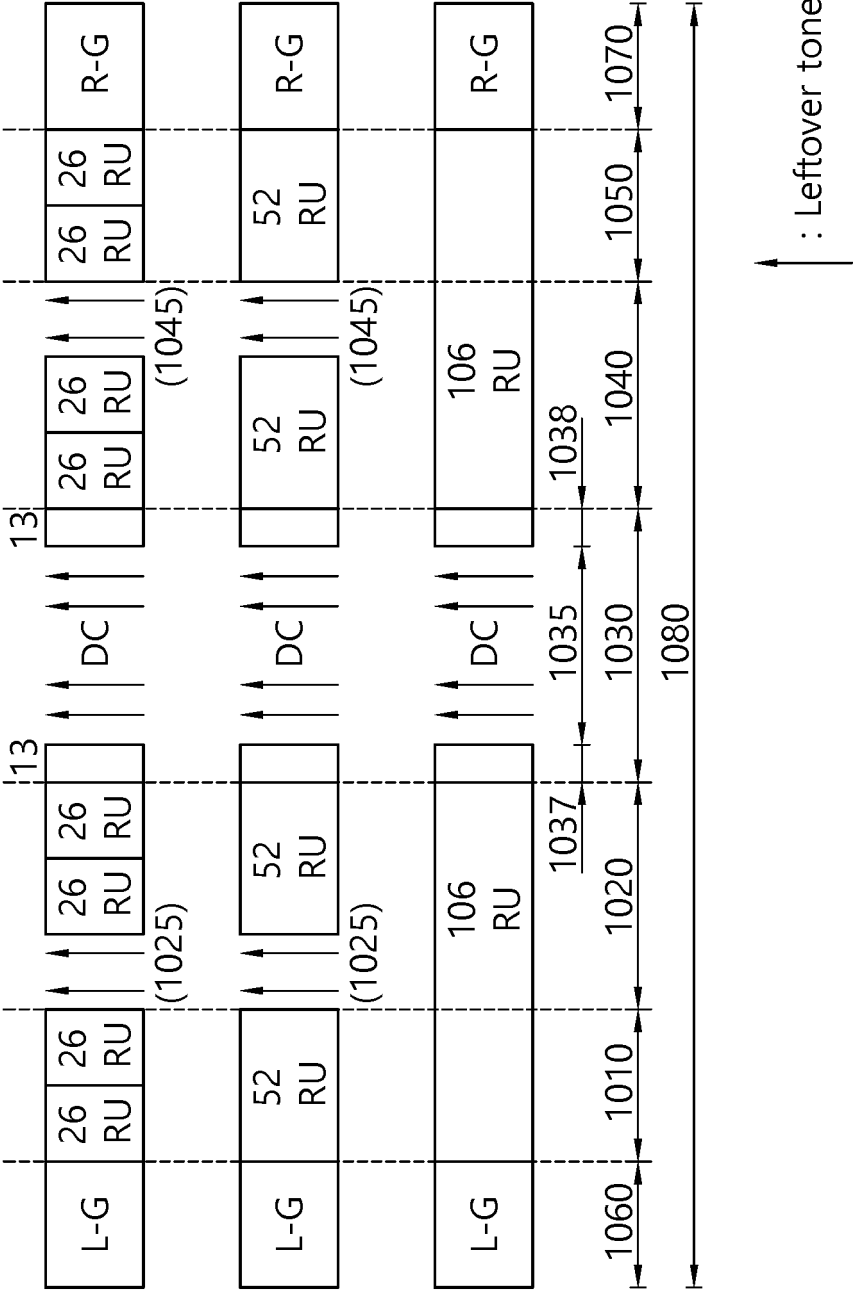 13
13
L-G
26
RU
26
RU
26
RU
26
RU
DC
26
RU
26
RU
26
RU
26
RU
R-G
(1025)
(1045)
L-G
52
RU
52
RU
DC
52
RU
52
RU
R-G
(1025)
(1045)
L-G
106
RU
DC
106
RU
R-G
1037
1035
1038
1060
1010
1020
1030
1040
1050
1070
1080
: Leftover tone